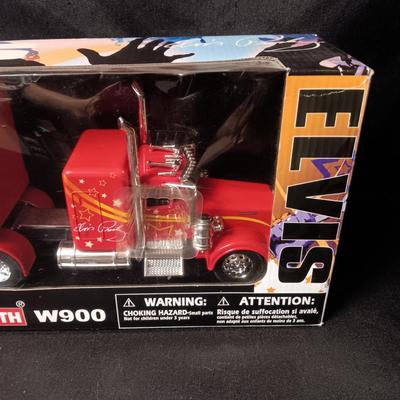 ELVIS
TH® W900
WARNING:
CHOKING HAZARD-Small parts
Not for children under 3 years
ATTENTION:
Risque de suffocation si avalé,
contient de petites pièces détachables,
non adapté aux enfants de moins de 3 ans.